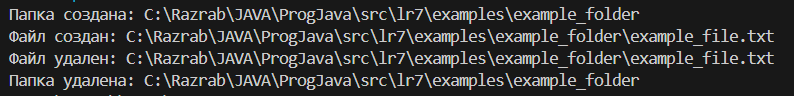 Папка создана: C:\Razrab\JAVA\ProgJava\src\lr7\examples\example_folder
Файл создан: C:\Razrab\JAVA\ProgJava\src\lr7\examples\example_folder\example_file.txt
Файл удален: C:\Razrab\JAVA\ProgJava\src\lr7\examples\example_folder\example_file.txt
Папка удалена: C:\Razrab\JAVA\ProgJava\src\lr7\examples\example_folder